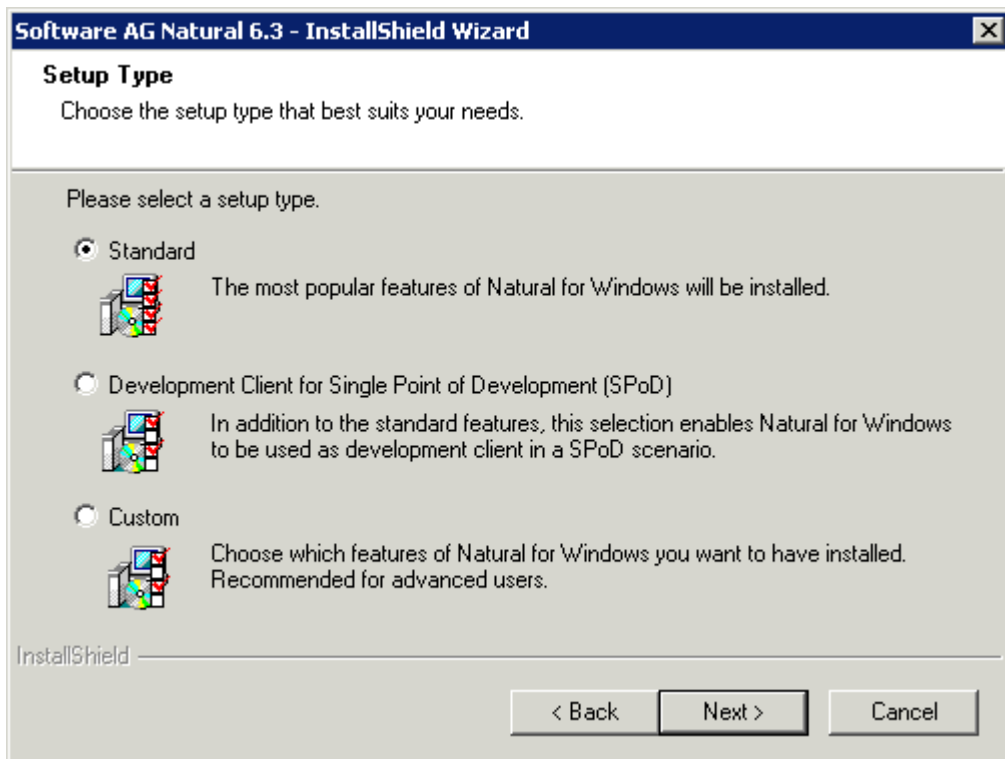 Software AG Natural 6.3 - InstallShield Wizard
Setup Type
Choose the setup type that best suits your needs.
Please select a setup type.
Standard
The most popular features of Natural for Windows will be installed.
Development Client for Single Point of Development (SPoD)
In addition to the standard features, this selection enables Natural for Windows
to be used as development client in a SPoD scenario.
Custom
Choose which features of Natural for Windows you want to have installed.
Recommended for advanced users.
InstallShield
< Back
Next >
Cancel